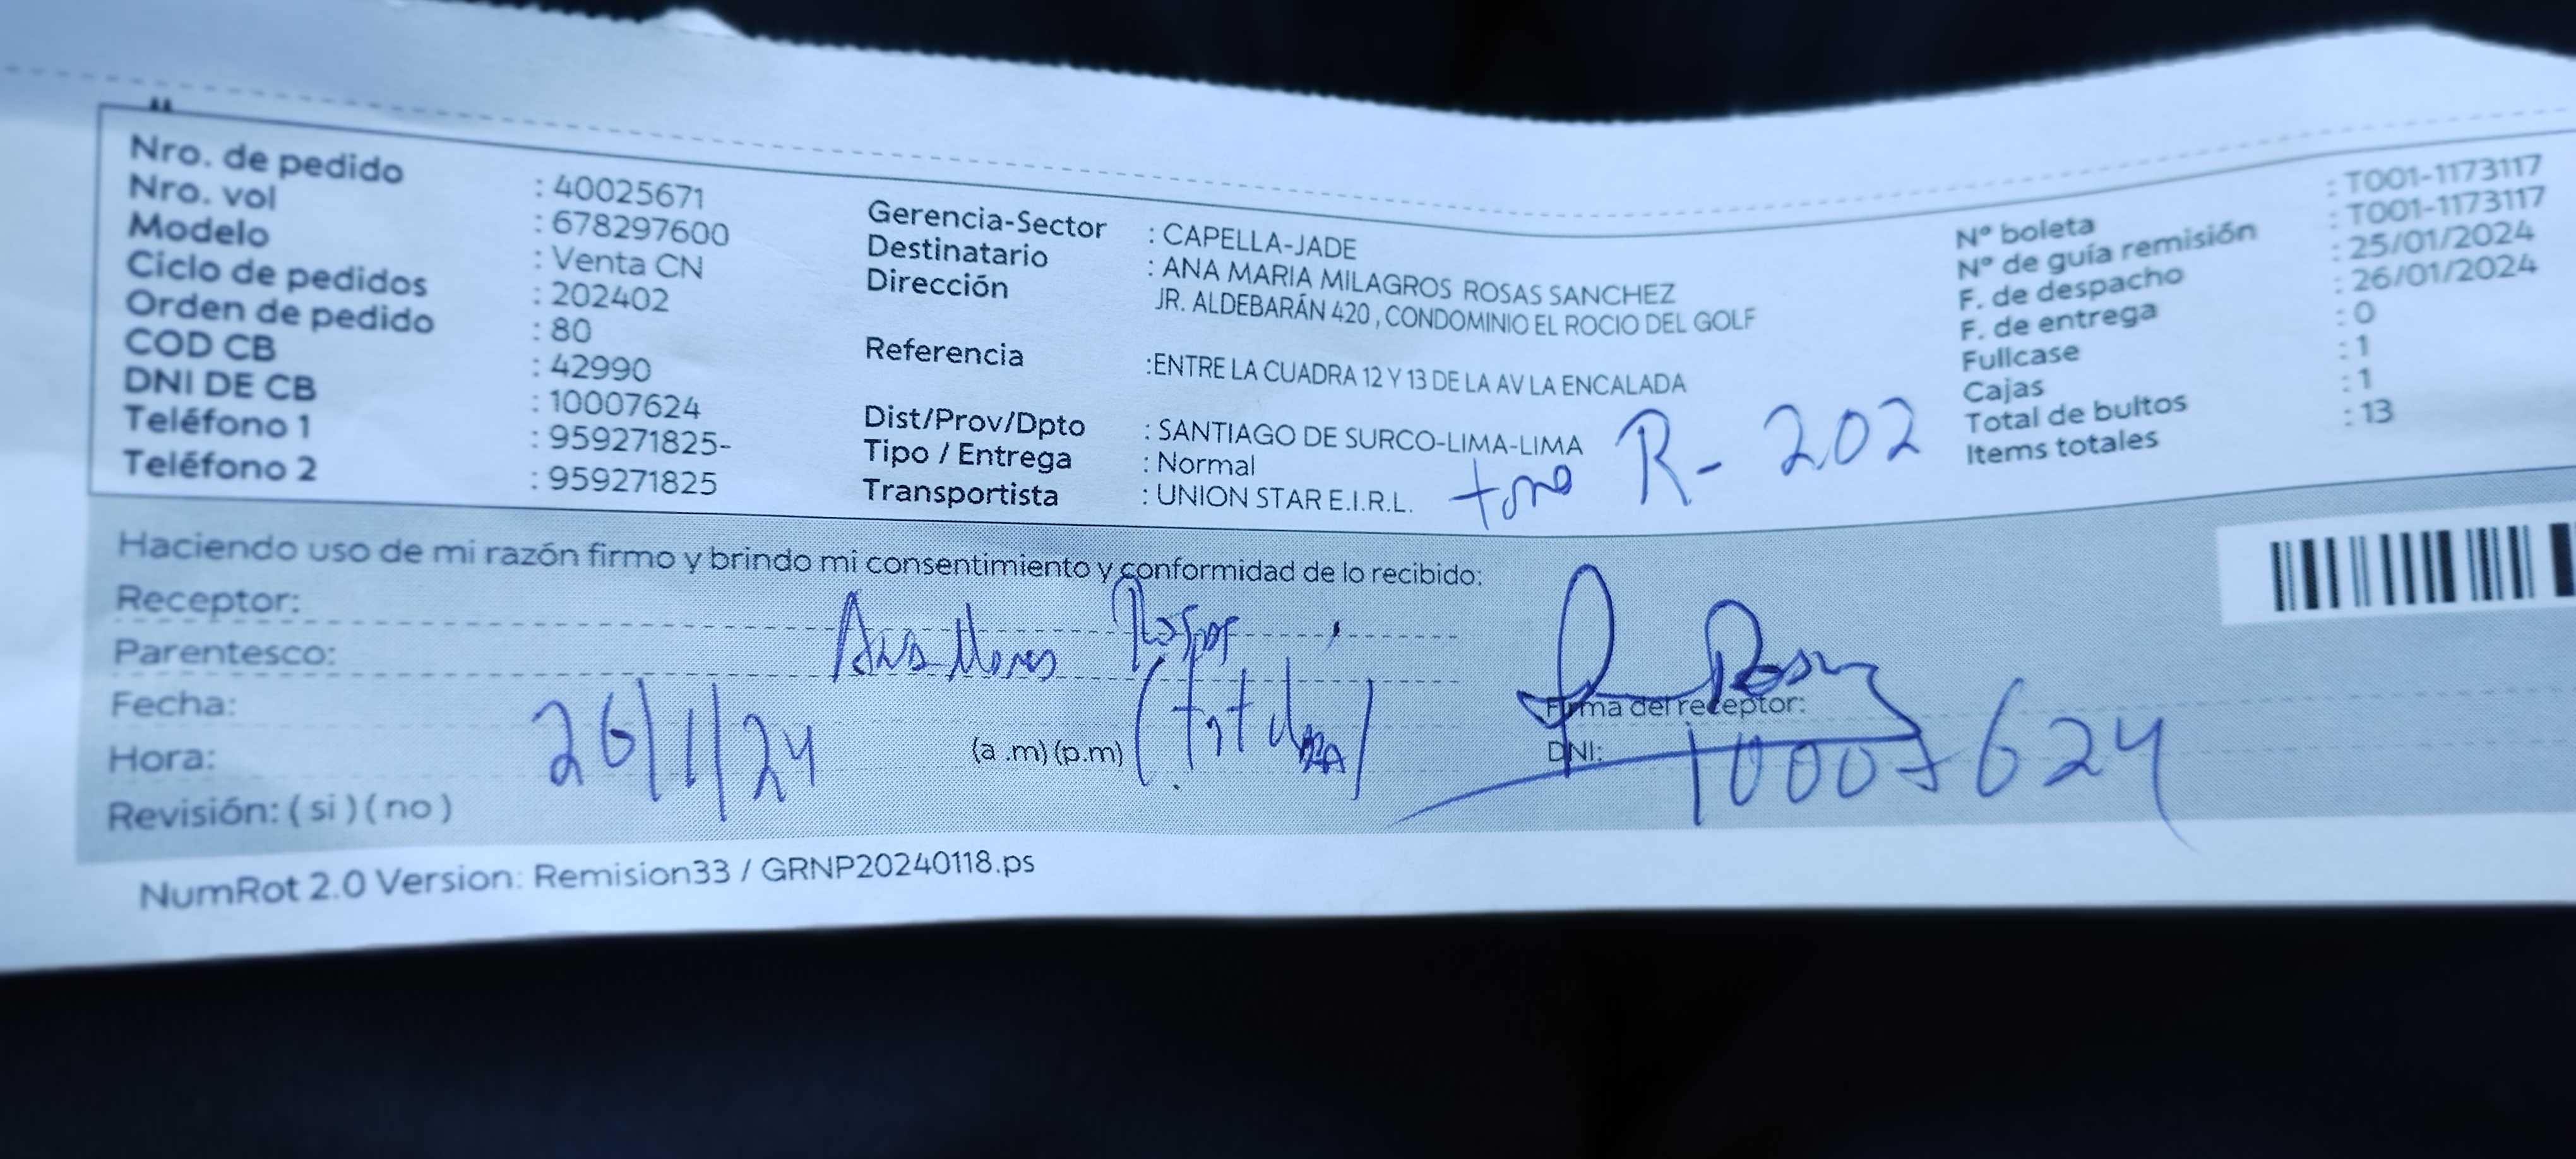 Nro. de pedido : 40025671
Nro. vol : 678297600
Modelo : Venta CN
Ciclo de pedidos : 202402
Orden de pedido : 80
COD CB : 42990
DNI DE CB : 10007624
Teléfono 1 : 959271825-
Teléfono 2 : 959271825
Gerencia-Sector : CAPELLA-JADE
Destinatario : ANA MARIA MILAGROS ROSAS SANCHEZ
Dirección JR. ALDEBARÁN 420 , CONDOMINIO EL ROCIO DEL GOLF
Referencia :ENTRE LA CUADRA 12 Y 13 DE LA AV LA ENCALADA
Dist/Prov/Dpto : SANTIAGO DE SURCO-LIMA-LIMA
Tipo / Entrega : Normal
Transportista : UNION STAR E.I.R.L.
R- 202
N° boleta : T001-1173117
N° de guía remisión : T001-1173117
F. de despacho : 25/01/2024
F. de entrega : 26/01/2024
Fullcase : 0
Cajas : 1
Total de bultos : 1
Items totales : 13
Haciendo uso de mi razón firmo y brindo mi consentimiento y conformidad de lo recibido:
Receptor: Ana Rosas
Parentesco:
Fecha: 26/1/24
Hora: (a .m) (p.m)
Revisión: ( si ) ( no )
Firma del receptor:
DNI: 10007624
NumRot 2.0 Version: Remision33 / GRNP20240118.ps